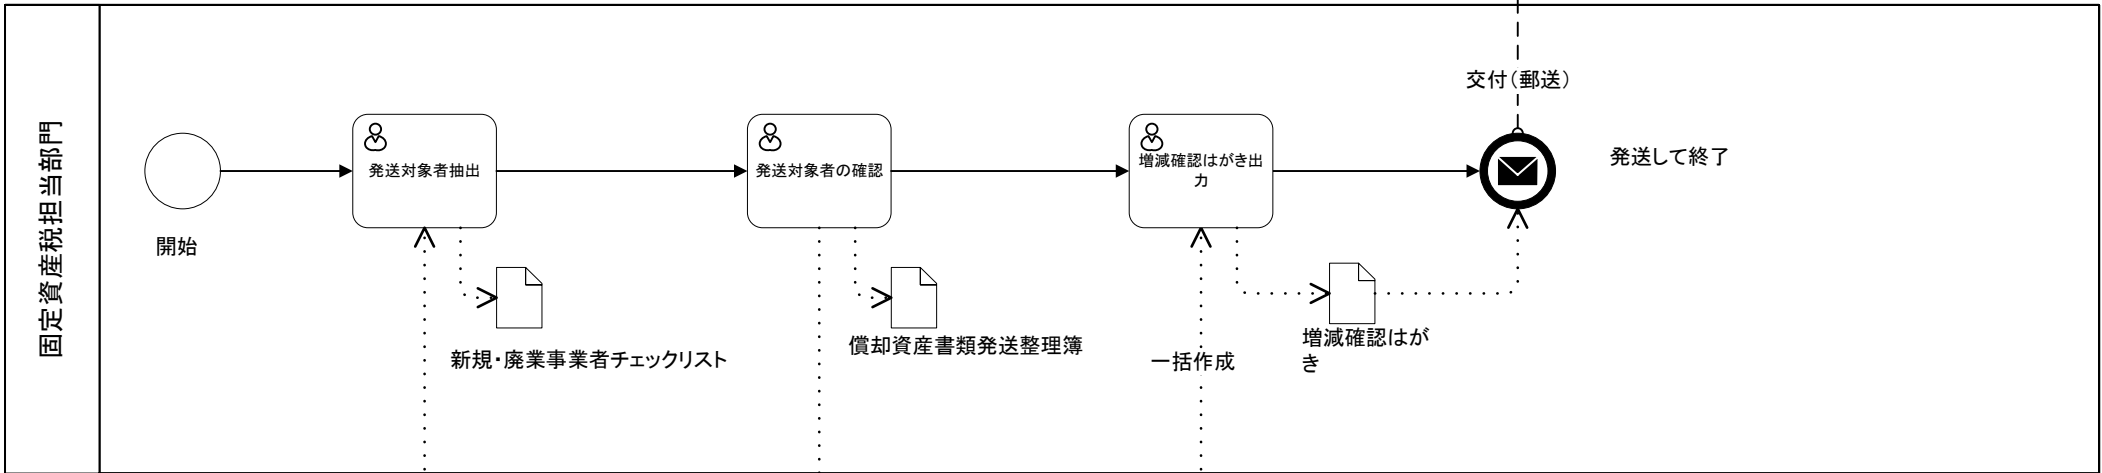 固定資産税担当部門
交付(郵送)
開始
発送対象者抽出
発送対象者の確認
増減確認はがき出
力
発送して終了
新規・廃業事業者チェックリスト
償却資産書類発送整理簿
一括作成
増減確認はが
き